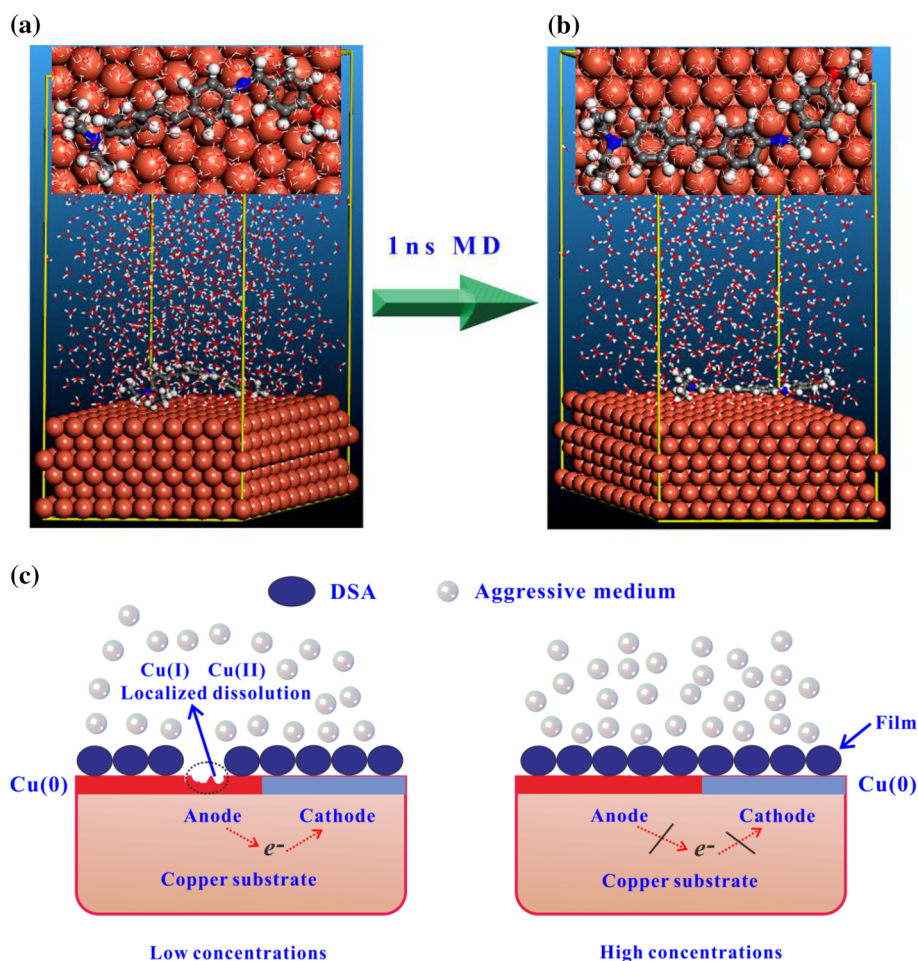 (a)
(b)
1ns MD
(c)
DSA
Aggressive medium
Cu(I) Cu(II)
Localized dissolution
Film
Cu(0)
Cu(0)
Anode
Cathode
e-
Copper substrate
Anode
Cathode
e-
Copper substrate
Low concentrations
High concentrations